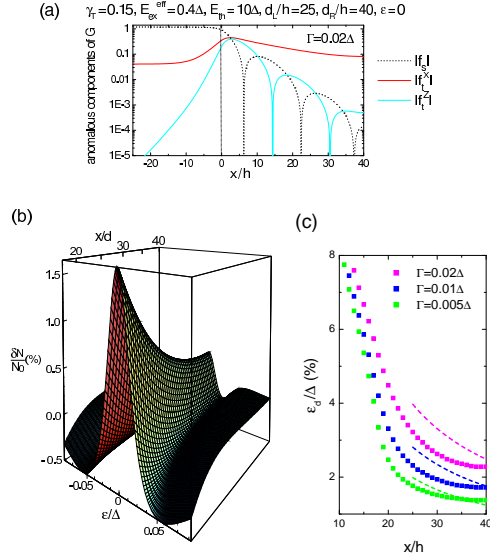 γT=0.15, Eex^eff=0.4Δ, Eth=10Δ, dL/h=25, dR/h=40, ε=0
(a)
anomalous components of G
1
0.1
0.01
1E-3
1E-4
1E-5
Γ=0.02Δ
-20 -10 0 10 20 30 40
x/h
|fs|
|ft^x|
|ft^z|
(b)
x/d
20 30 40
1.5
1.0
0.5
0.0
-0.5
δN/N0 (%)
-0.05 0 0.05
ε/Δ
(c)
εd/Δ (%)
8
6
4
2
Γ=0.02Δ
Γ=0.01Δ
Γ=0.005Δ
10 15 20 25 30 35 40
x/h